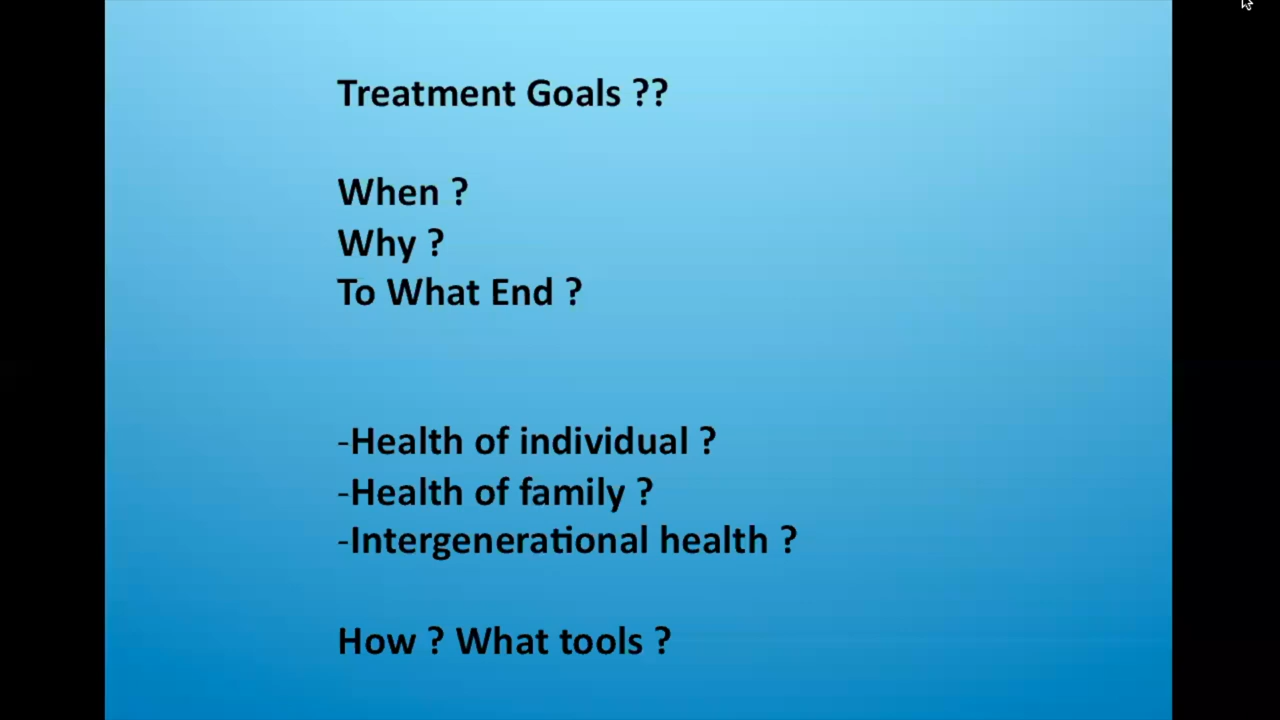 Treatment Goals ??
When ?
Why ?
To What End ?
-Health of individual ?
-Health of family ?
-Intergenerational health ?
How ? What tools ?